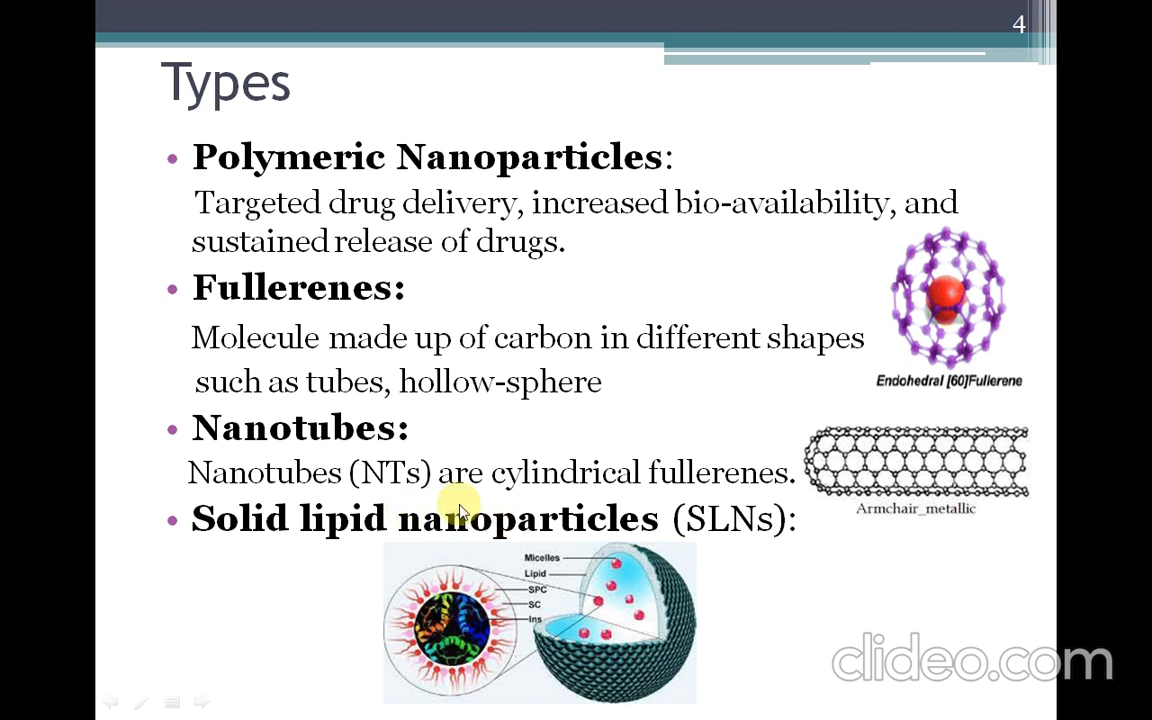 4
Types
• Polymeric Nanoparticles:
Targeted drug delivery, increased bio-availability, and
sustained release of drugs.
• Fullerenes:
Molecule made up of carbon in different shapes
such as tubes, hollow-sphere
Endohedral [60]Fullerene
• Nanotubes:
Nanotubes (NTs) are cylindrical fullerenes.
Armchair_metallic
• Solid lipid nanoparticles (SLNs):
Micelles
Lipid
SPC
SC
Ins
clideo.com